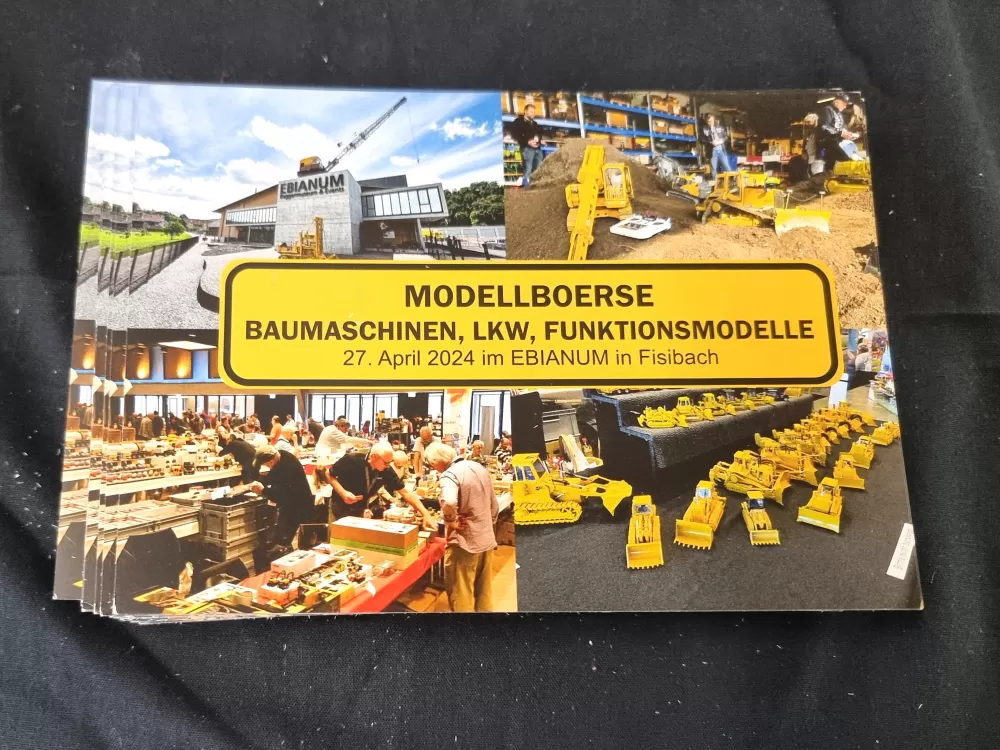 EBIANUM
MODELLBOERSE
BAUMASCHINEN, LKW, FUNKTIONSMODELLE
27. April 2024 im EBIANUM in Fisibach